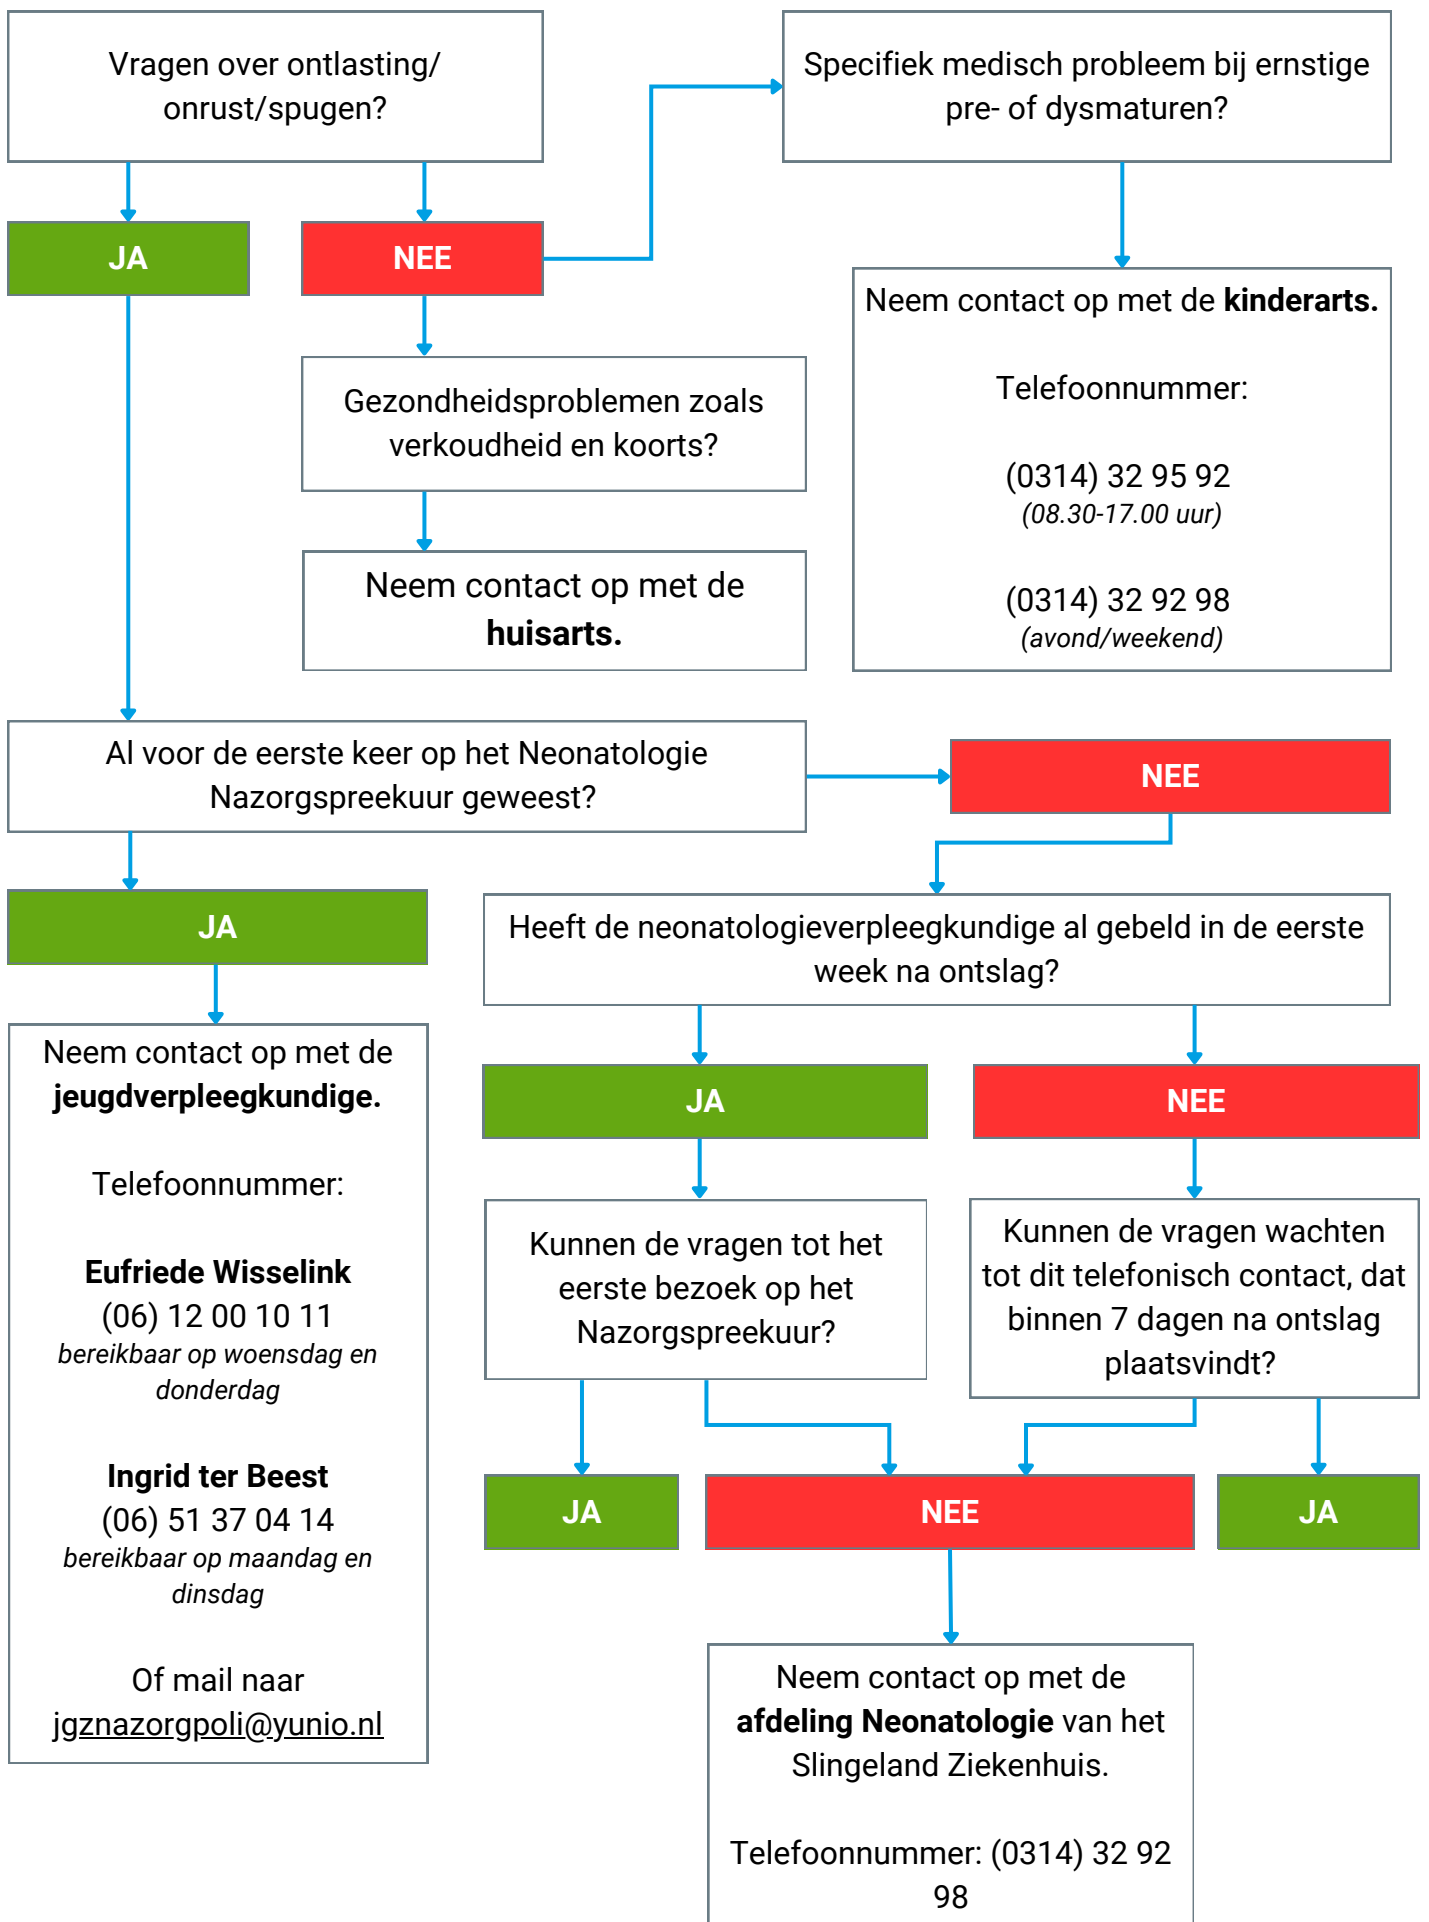 Vragen over ontlasting/
onrust/spugen?
Specifiek medisch probleem bij ernstige
pre- of dysmaturen?
JA
NEE
Neem contact op met de kinderarts.
Telefoonnummer:
(0314) 32 95 92
(08.30-17.00 uur)
(0314) 32 92 98
(avond/weekend)
Gezondheidsproblemen zoals
verkoudheid en koorts?
Neem contact op met de
huisarts.
Al voor de eerste keer op het Neonatologie
Nazorgspreekuur geweest?
NEE
JA
Heeft de neonatologieverpleegkundige al gebeld in de eerste
week na ontslag?
Neem contact op met de
jeugdverpleegkundige.
Telefoonnummer:
Eufriede Wisselink
(06) 12 00 10 11
bereikbaar op woensdag en
donderdag
Ingrid ter Beest
(06) 51 37 04 14
bereikbaar op maandag en
dinsdag
Of mail naar
jgznazorgpoli@yunio.nl
JA
NEE
Kunnen de vragen tot het
eerste bezoek op het
Nazorgspreekuur?
Kunnen de vragen wachten
tot dit telefonisch contact, dat
binnen 7 dagen na ontslag
plaatsvindt?
JA
NEE
JA
Neem contact op met de
afdeling Neonatologie van het
Slingeland Ziekenhuis.
Telefoonnummer: (0314) 32 92
98